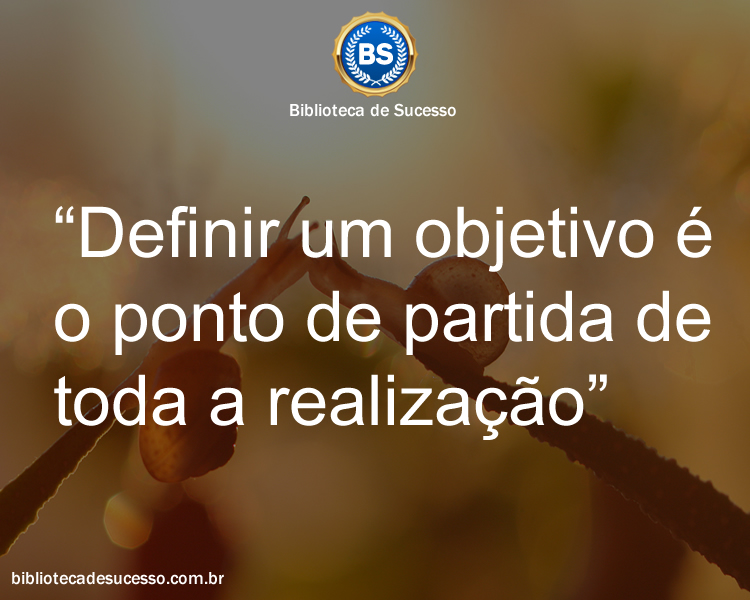 BS
Biblioteca de Sucesso
“Definir um objetivo é
o ponto de partida de
toda a realização”
bibliotecadesucesso.com.br